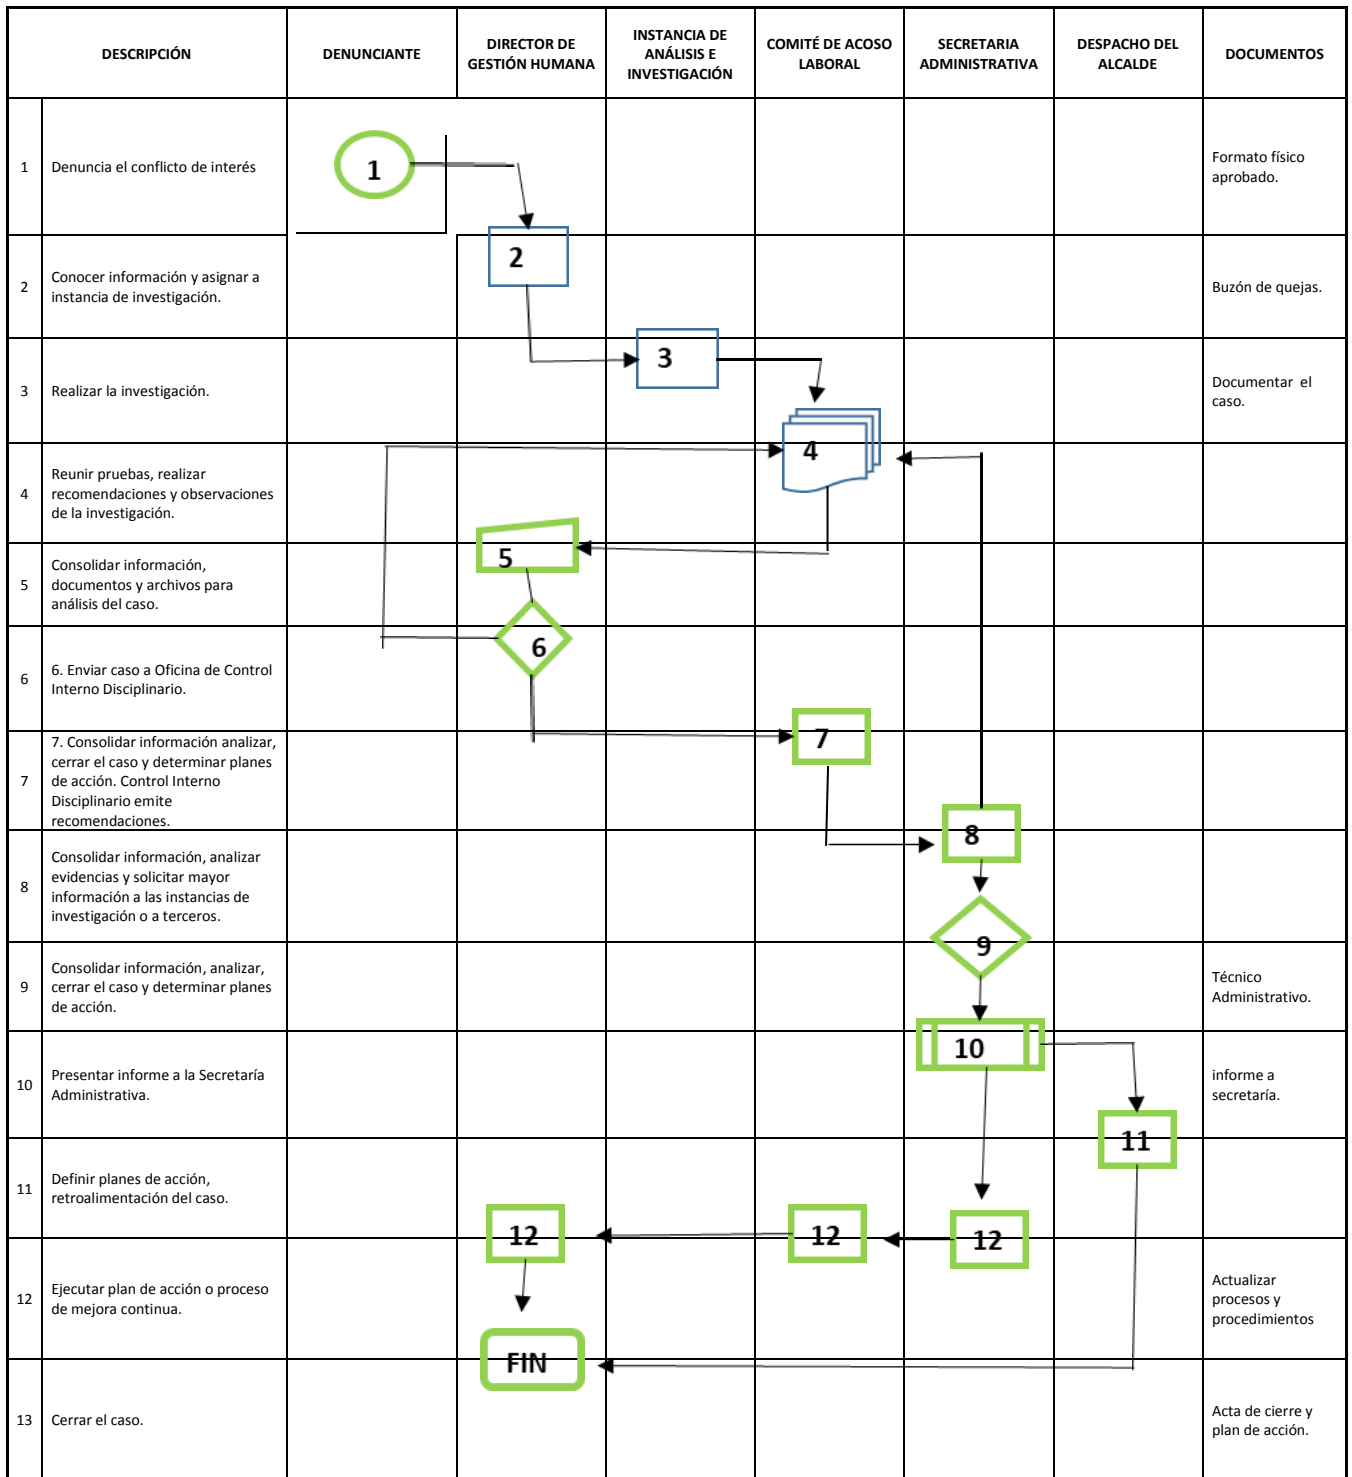 DESCRIPCIÓN
DENUNCIANTE
DIRECTOR DE
GESTIÓN HUMANA
INSTANCIA DE
ANÁLISIS E
INVESTIGACIÓN
COMITÉ DE ACOSO
LABORAL
SECRETARIA
ADMINISTRATIVA
DESPACHO DEL
ALCALDE
DOCUMENTOS
1
Denuncia el conflicto de interés
1
Formato físico
aprobado.
2
Conocer información y asignar a
instancia de investigación.
2
Buzón de quejas.
3
Realizar la investigación.
3
Documentar el
caso.
4
Reunir pruebas, realizar
recomendaciones y observaciones
de la investigación.
4
5
Consolidar información,
documentos y archivos para
análisis del caso.
5
6
6. Enviar caso a Oficina de Control
Interno Disciplinario.
6
7
7. Consolidar información analizar,
cerrar el caso y determinar planes
de acción. Control Interno
Disciplinario emite
recomendaciones.
7
8
Consolidar información, analizar
evidencias y solicitar mayor
información a las instancias de
investigación o a terceros.
8
9
Consolidar información, analizar,
cerrar el caso y determinar planes
de acción.
9
Técnico
Administrativo.
10
Presentar informe a la Secretaría
Administrativa.
10
informe a
secretaría.
11
Definir planes de acción,
retroalimentación del caso.
11
12
Ejecutar plan de acción o proceso
de mejora continua.
12
12
12
Actualizar
procesos y
procedimientos
FIN
13
Cerrar el caso.
Acta de cierre y
plan de acción.